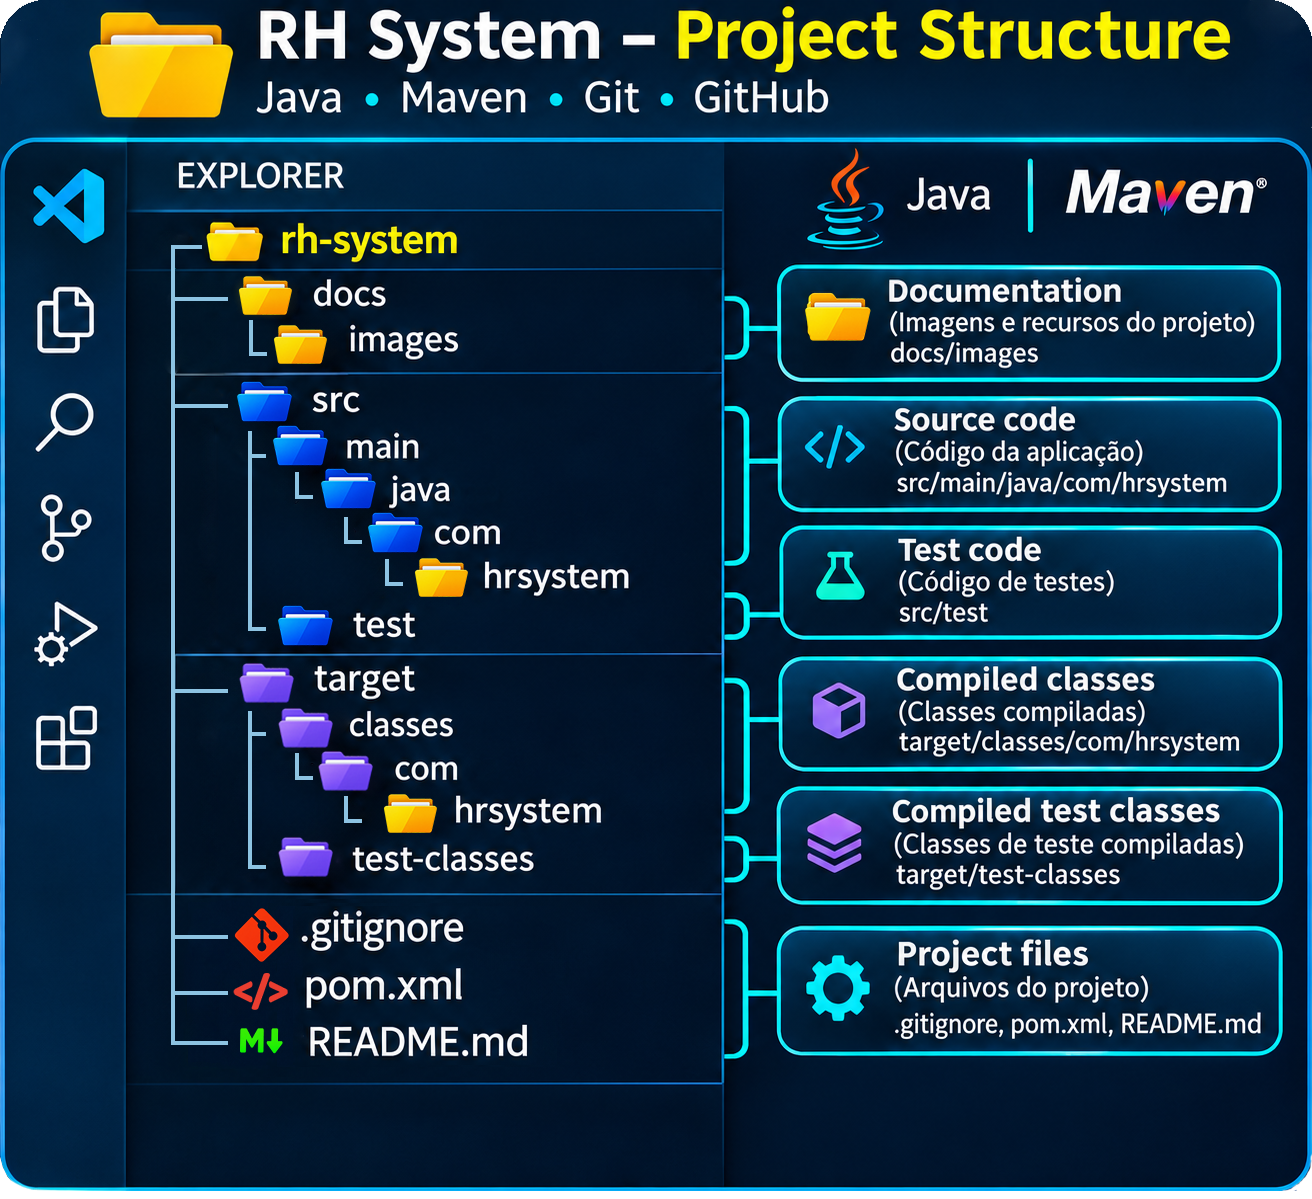 RH System – Project Structure
Java • Maven • Git • GitHub
EXPLORER
rh-system
docs
images
src
main
java
com
hrsystem
test
target
classes
com
hrsystem
test-classes
.gitignore
</> pom.xml
M↓ README.md
Java | Maven®
Documentation
(Imagens e recursos do projeto)
docs/images
</>
Source code
(Código da aplicação)
src/main/java/com/hrsystem
Test code
(Código de testes)
src/test
Compiled classes
(Classes compiladas)
target/classes/com/hrsystem
Compiled test classes
(Classes de teste compiladas)
target/test-classes
Project files
(Arquivos do projeto)
.gitignore, pom.xml, README.md